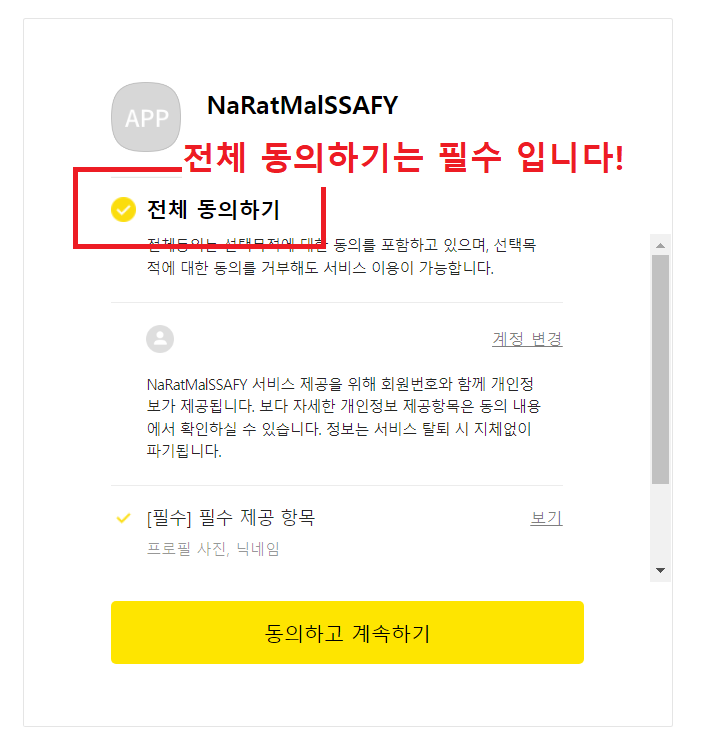 APP
NaRatMalSSAFY
전체 동의하기는 필수 입니다!
전체 동의하기
전체동의는 선택목적에 대한 동의를 포함하고 있으며, 선택목
적에 대한 동의를 거부해도 서비스 이용이 가능합니다.
계정 변경
NaRatMalSSAFY 서비스 제공을 위해 회원번호와 함께 개인정
보가 제공됩니다. 보다 자세한 개인정보 제공항목은 동의 내용
에서 확인하실 수 있습니다. 정보는 서비스 탈퇴 시 지체없이
파기됩니다.
[필수] 필수 제공 항목
보기
프로필 사진, 닉네임
동의하고 계속하기